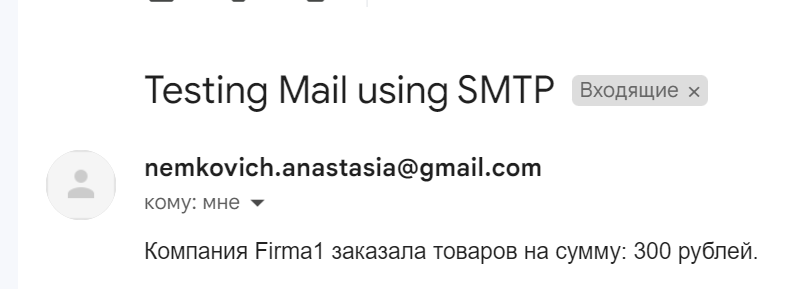 Testing Mail using SMTP Входящие ×
nemkovich.anastasia@gmail.com
кому: мне
Компания Firma1 заказала товаров на сумму: 300 рублей.